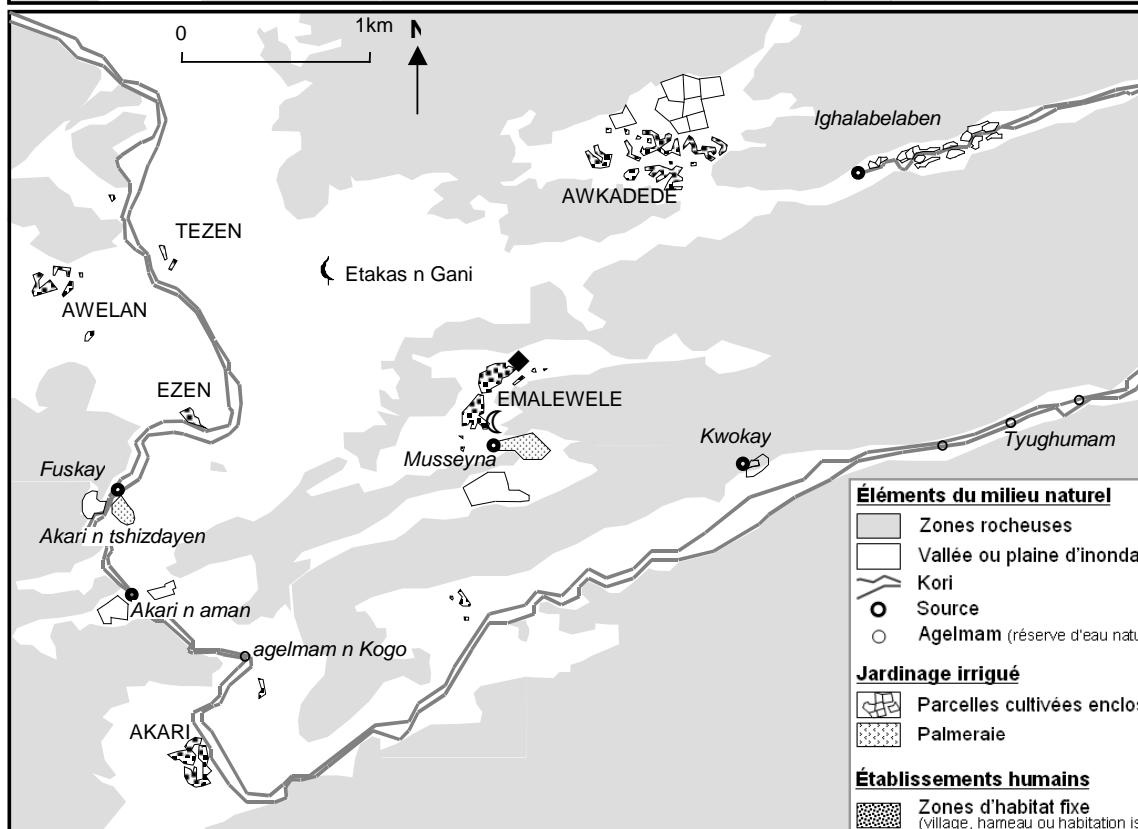 0
1km
N
Ighalabelaben
AWKADEDE
TEZEN
Etakas n Gani
AWELAN
EZEN
EMALEWELE
Musseyna
Kwokay
Tyughumam
Fuskay
Akari n tshizdayen
Akari n aman
agelmam n Kogo
AKARI
Éléments du milieu naturel
Zones rocheuses
Vallée ou plaine d'inonda
Kori
Source
Agelmam (réserve d'eau natu
Jardinage irrigué
Parcelles cultivées enclos
Palmeraie
Établissements humains
Zones d'habitat fixe
(village, hameau ou habitation is